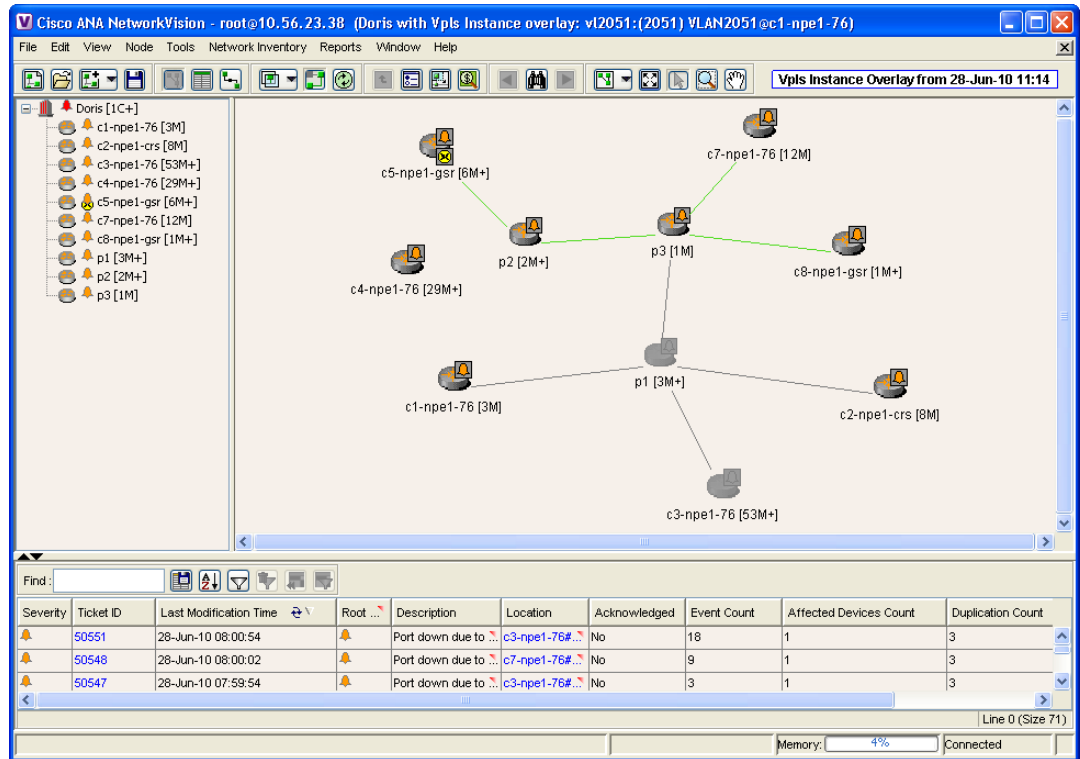 Cisco ANA NetworkVision - root@10.56.23.38 (Doris with Vpls Instance overlay: vl2051:(2051) VLAN2051@c1-npe1-76)
File Edit View Node Tools Network Inventory Reports Window Help
Vpls Instance Overlay from 28-Jun-10 11:14
Doris [1C+]
c1-npe1-76 [3M]
c2-npe1-crs [8M]
c3-npe1-76 [53M+]
c4-npe1-76 [29M+]
c5-npe1-gsr [6M+]
c7-npe1-76 [12M]
c8-npe1-gsr [1M+]
p1 [3M+]
p2 [2M+]
p3 [1M]
c7-npe1-76 [12M]
c5-npe1-gsr [6M+]
p3 [1M]
p2 [2M+]
c8-npe1-gsr [1M+]
c4-npe1-76 [29M+]
p1 [3M+]
c1-npe1-76 [3M]
c2-npe1-crs [8M]
c3-npe1-76 [53M+]
Find :
Severity Ticket ID Last Modification Time Root ... Description Location Acknowledged Event Count Affected Devices Count Duplication Count
50551 28-Jun-10 08:00:54 Port down due to ... c3-npe1-76#... No 18 1 3
50548 28-Jun-10 08:00:02 Port down due to ... c7-npe1-76#... No 9 1 3
50547 28-Jun-10 07:59:54 Port down due to ... c3-npe1-76#... No 3 1 3
Line 0 (Size 71)
Memory: 4% Connected